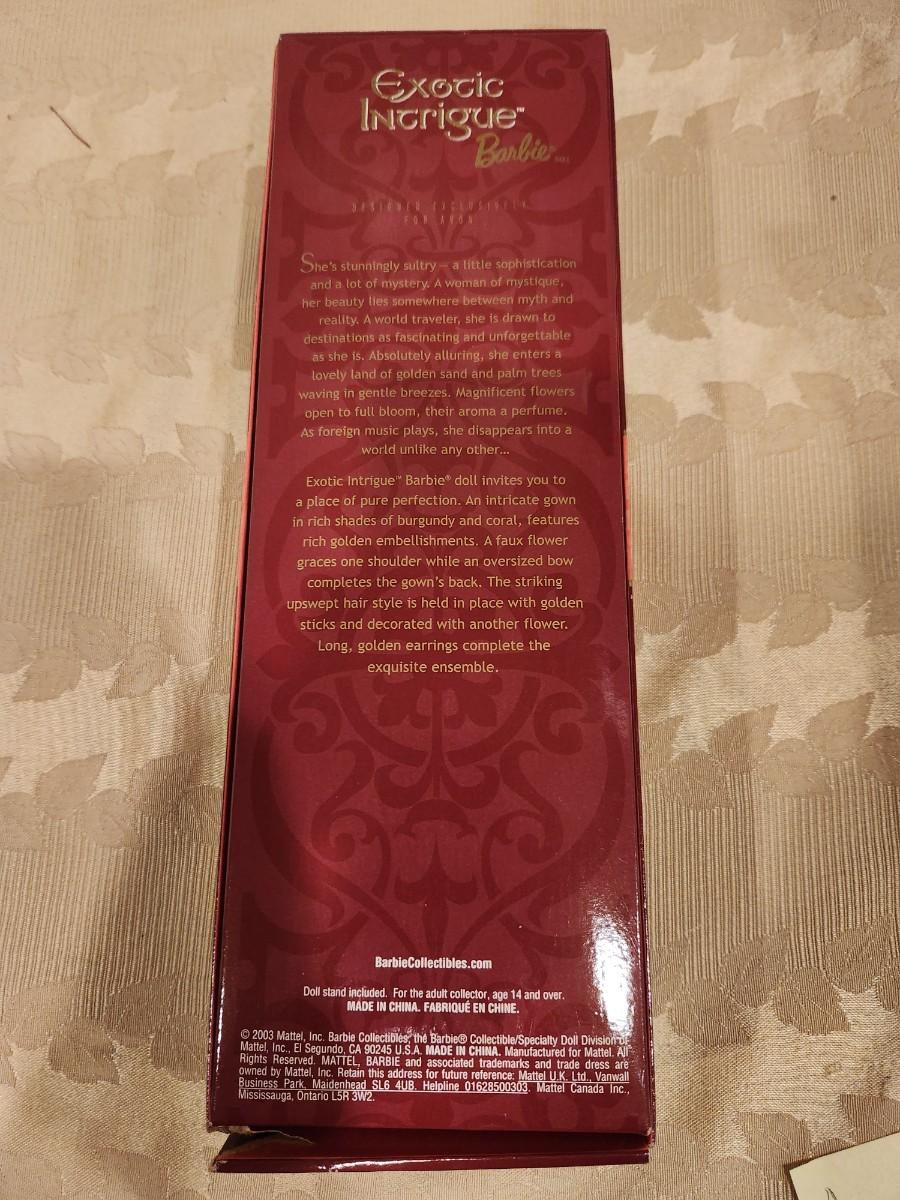 Exotic
Intrigue™
Barbie®
DESIGNED EXCLUSIVELY
FOR AVON
She's stunningly sultry – a little sophistication
and a lot of mystery. A woman of mystique,
her beauty lies somewhere between myth and
reality. A world traveler, she is drawn to
destinations as fascinating and unforgettable
as she is. Absolutely alluring, she enters a
lovely land of golden sand and palm trees
waving in gentle breezes. Magnificent flowers
open to full bloom, their aroma a perfume.
As foreign music plays, she disappears into a
world unlike any other...
Exotic Intrigue™ Barbie® doll invites you to
a place of pure perfection. An intricate gown
in rich shades of burgundy and coral, features
rich golden embellishments. A faux flower
graces one shoulder while an oversized bow
completes the gown's back. The striking
upswept hair style is held in place with golden
sticks and decorated with another flower.
Long, golden earrings complete the
exquisite ensemble.
BarbieCollectibles.com
Doll stand included. For the adult collector, age 14 and over.
MADE IN CHINA. FABRIQUÉ EN CHINE.
© 2003 Mattel, Inc. Barbie Collectibles, the Barbie® Collectible/Specialty Doll Division of
Mattel, Inc., El Segundo, CA 90245 U.S.A. MADE IN CHINA. Manufactured for Mattel. All
Rights Reserved. MATTEL, BARBIE and associated trademarks and trade dress are
owned by Mattel, Inc. Retain this address for future reference: Mattel U.K. Ltd., Vanwall
Business Park, Maidenhead SL6 4UB. Helpline 01628500303. Mattel Canada Inc.,
Mississauga, Ontario L5R 3W2.